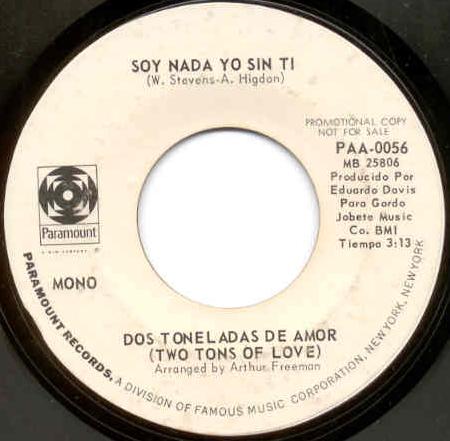 SOY NADA YO SIN TI
(W. Stevens-A. Higdon)
PROMOTIONAL COPY
NOT FOR SALE
PAA-0056
MB 25806
Producido Por
Eduardo Davis
Para Gordo
Jobete Music
Co. BMI
Tiempa 3:13
Paramount
MONO
DOS TONELADAS DE AMOR
(TWO TONS OF LOVE)
Arranged by Arthur Freeman
PARAMOUNT RECORDS, A DIVISION OF FAMOUS MUSIC CORPORATION, NEW YORK, NEW YORK